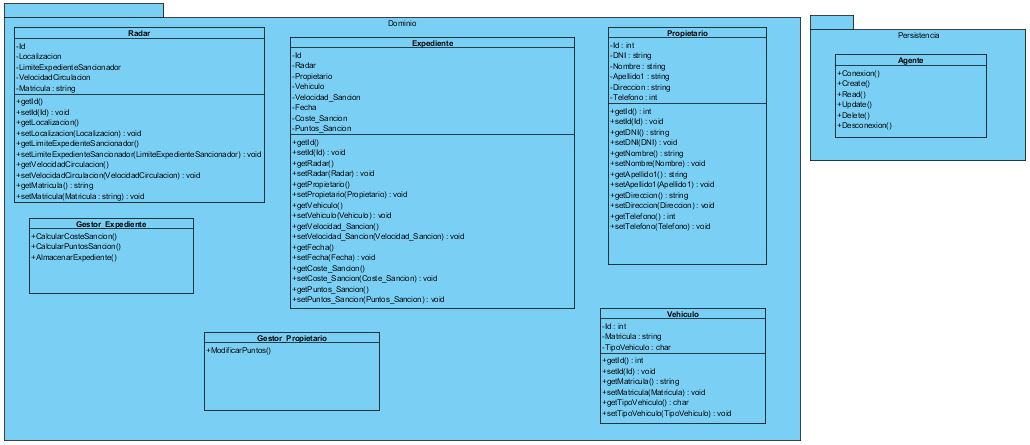 Dominio
Radar
-Id
-Localizacion
-LimiteExpedienteSancionador
-VelocidadCirculacion
-Matricula : string
+getId()
+setId(Id) : void
+getLocalizacion()
+setLocalizacion(Localizacion) : void
+getLimiteExpedienteSancionador()
+setLimiteExpedienteSancionador(LimiteExpedienteSancionador) : void
+getVelocidadCirculacion()
+setVelocidadCirculacion(VelocidadCirculacion) : void
+getMatricula() : string
+setMatricula(Matricula : string) : void
Gestor_Expediente
+CalcularCosteSancion()
+CalcularPuntosSancion()
+AlmacenarExpediente()
Expediente
-Id
-Radar
-Propietario
-Vehiculo
-Velocidad_Sancion
-Fecha
-Coste_Sancion
-Puntos_Sancion
+getId()
+setId(Id) : void
+getRadar()
+setRadar(Radar) : void
+getPropietario()
+setPropietario(Propietario) : void
+getVehiculo()
+setVehiculo(Vehiculo) : void
+getVelocidad_Sancion()
+setVelocidad_Sancion(Velocidad_Sancion) : void
+getFecha()
+setFecha(Fecha) : void
+getCoste_Sancion()
+setCoste_Sancion(Coste_Sancion) : void
+getPuntos_Sancion()
+setPuntos_Sancion(Puntos_Sancion) : void
Gestor_Propietario
+ModificarPuntos()
Propietario
-Id : int
-DNI : string
-Nombre : string
-Apellido1 : string
-Direccion : string
-Telefono : int
+getId() : int
+setId(Id) : void
+getDNI() : string
+setDNI(DNI) : void
+getNombre() : string
+setNombre(Nombre) : void
+getApellido1() : string
+setApellido1(Apellido1) : void
+getDireccion() : string
+setDireccion(Direccion) : void
+getTelefono() : int
+setTelefono(Telefono) : void
Vehiculo
-Id : int
-Matricula : string
-TipoVehiculo : char
+getId() : int
+setId(Id) : void
+getMatricula() : string
+setMatricula(Matricula) : void
+getTipoVehiculo() : char
+setTipoVehiculo(TipoVehiculo) : void
Persistencia
Agente
+Conexion()
+Create()
+Read()
+Update()
+Delete()
+Desconexion()